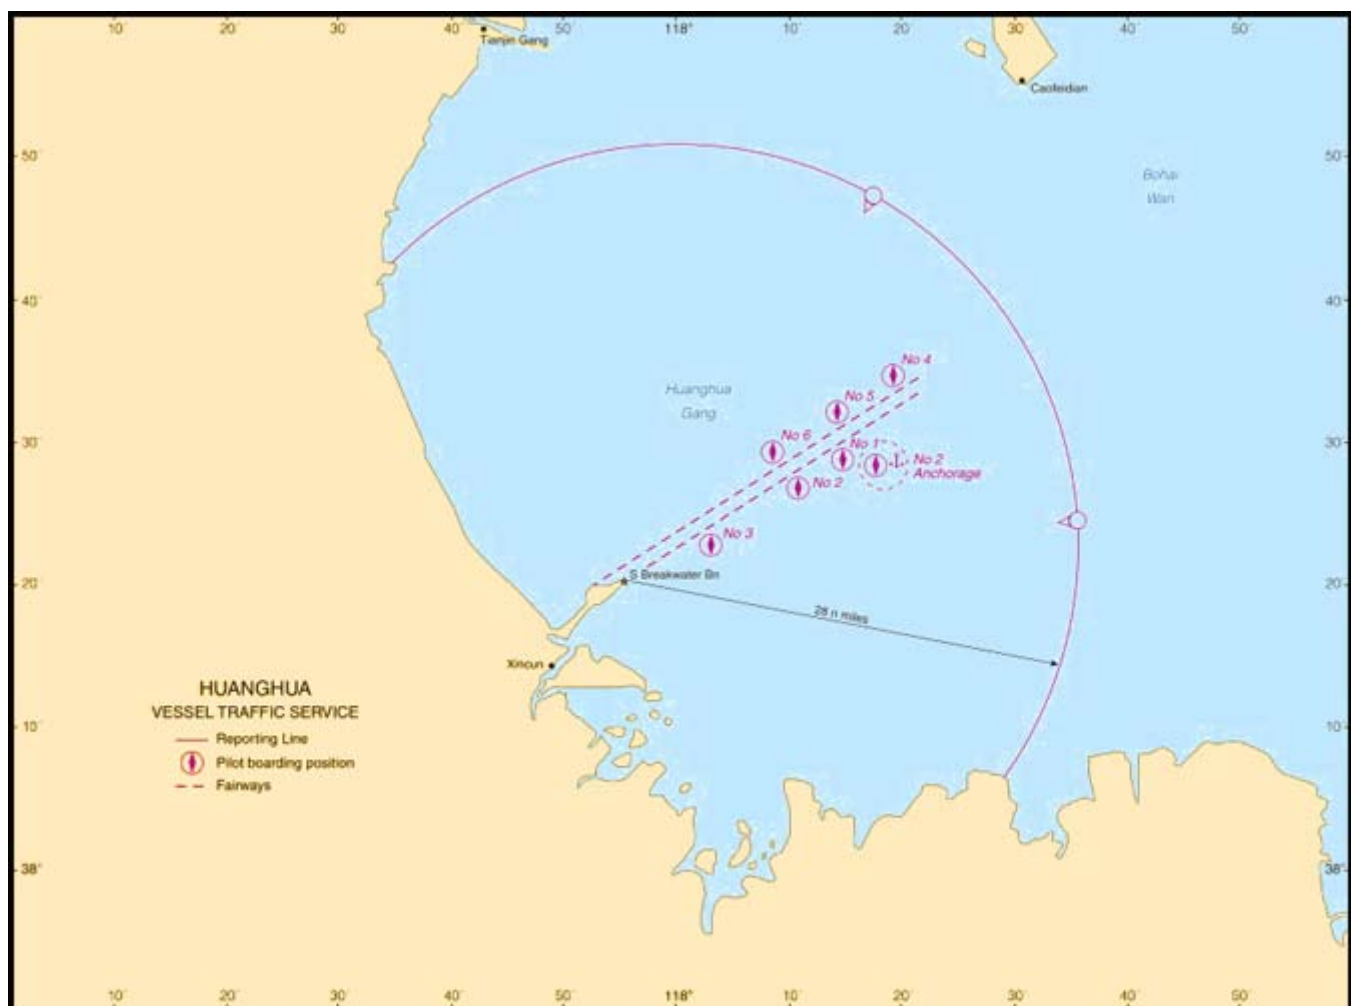 10´ 20´ 30´ 40´ 50´ 118° 10´ 20´ 30´ 40´ 50´
Tianjin Gang
Caofeidian
50´ 50´
Bohai
Wan
40´ 40´
No 4
Huanghua
Gang
No 5
30´ 30´
No 6
No 1
No 2
Anchorage
No 2
No 3
S Breakwater Bn
20´ 20´
28 n miles
Xincun
HUANGHUA
VESSEL TRAFFIC SERVICE
10´ 10´
Reporting Line
Pilot boarding position
Fairways
38° 38°
10´ 20´ 30´ 40´ 50´ 118° 10´ 20´ 30´ 40´ 50´